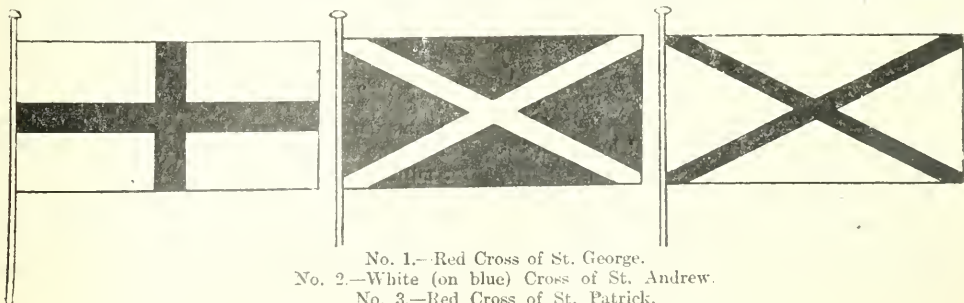 No. 1.—Red Cross of St. George.
No. 2.—White (on blue) Cross of St. Andrew.
No. 3.—Red Cross of St. Patrick.